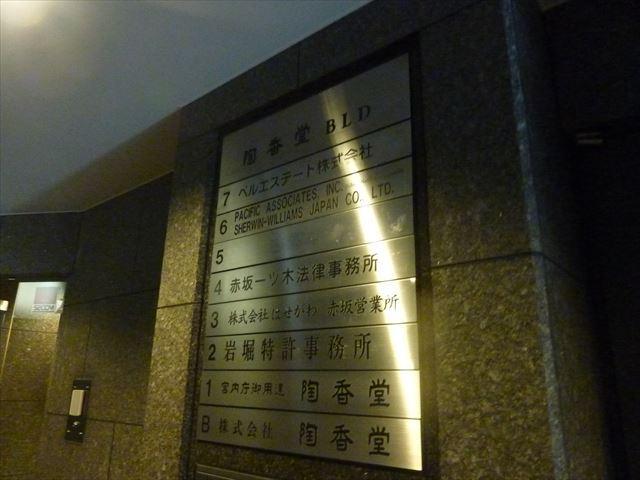 陶香堂 BLD
7 ベルエステート株式会社
6 PACIFIC ASSOCIATES, INC.
SHERWIN-WILLIAMS JAPAN CO., LTD.
5
4 赤坂一ツ木法律事務所
3 株式会社はせがわ 赤坂営業所
2 岩堀特許事務所
1 宮内庁御用達 陶香堂
B 株式会社 陶香堂